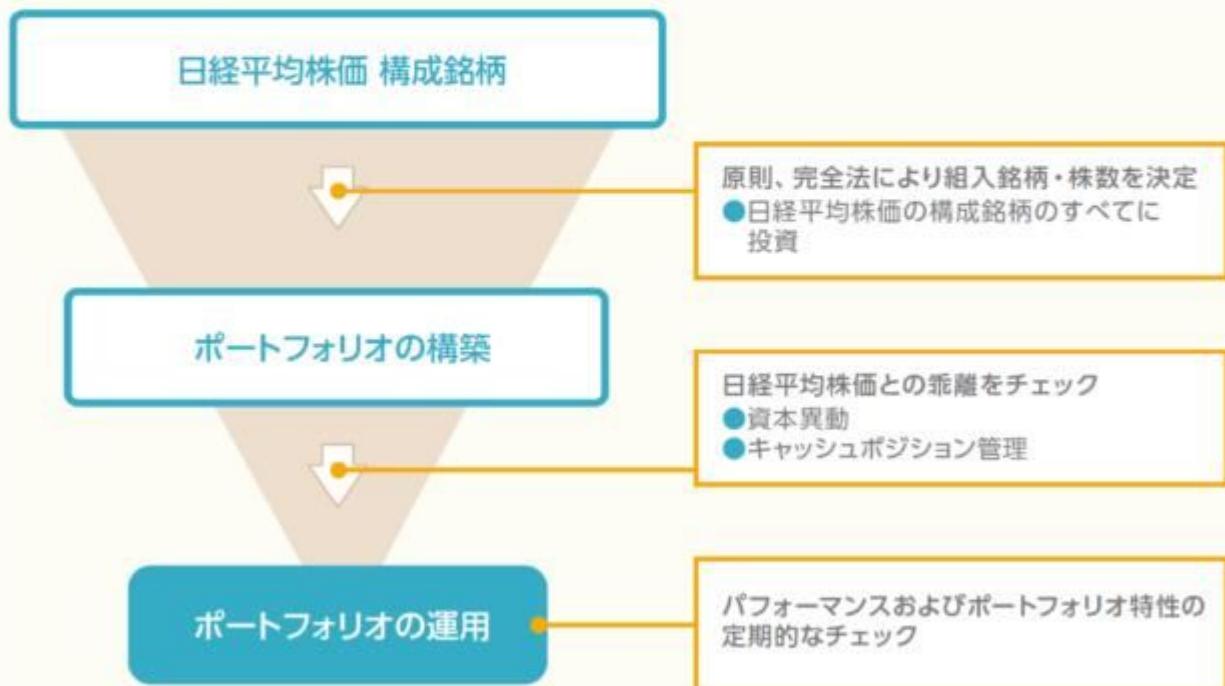 日経平均株価 構成銘柄
原則、完全法により組入銘柄・株数を決定
●日経平均株価の構成銘柄のすべてに
投資
ポートフォリオの構築
日経平均株価との乖離をチェック
●資本異動
●キャッシュポジション管理
ポートフォリオの運用
パフォーマンスおよびポートフォリオ特性の
定期的なチェック